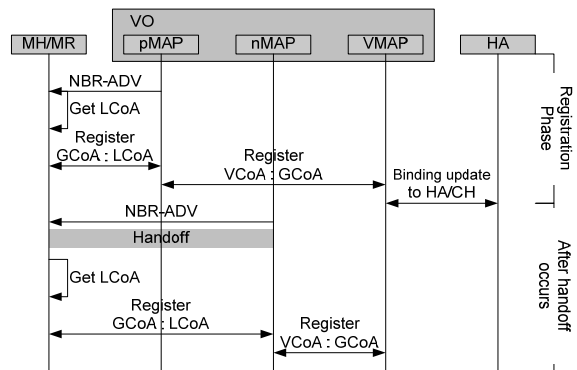 VO
MH/MR
pMAP
nMAP
VMAP
HA
NBR-ADV
Get LCoA
Register
GCoA : LCoA
Register
VCoA : GCoA
Binding update
to HA/CH
Registration
Phase
NBR-ADV
Handoff
Get LCoA
Register
GCoA : LCoA
Register
VCoA : GCoA
After handoff
occurs